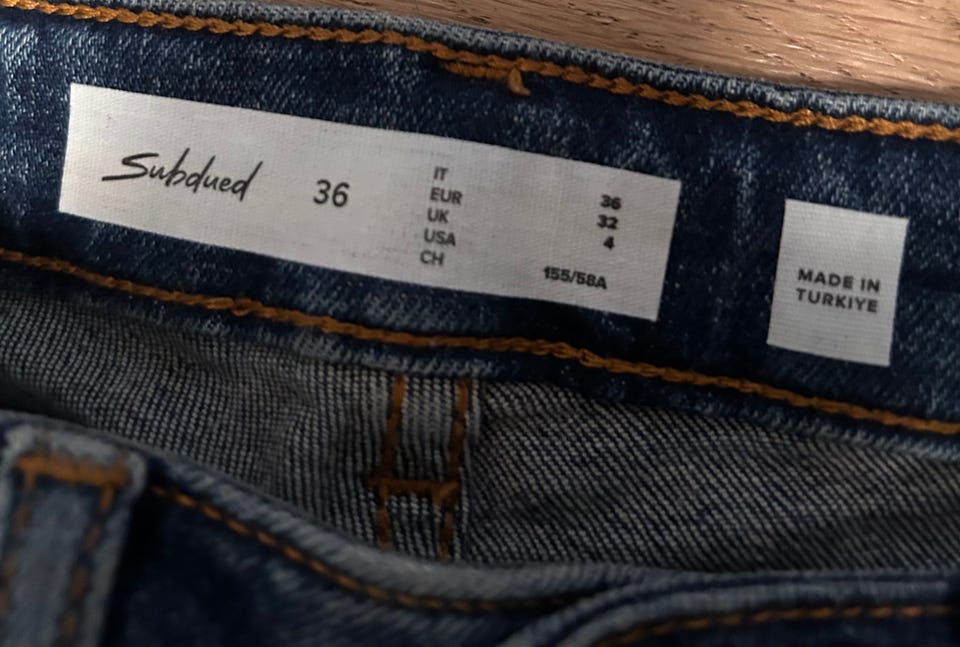 Subdued 36
IT 36
EUR 32
UK 4
USA
CH 155/58A
MADE IN
TURKIYE